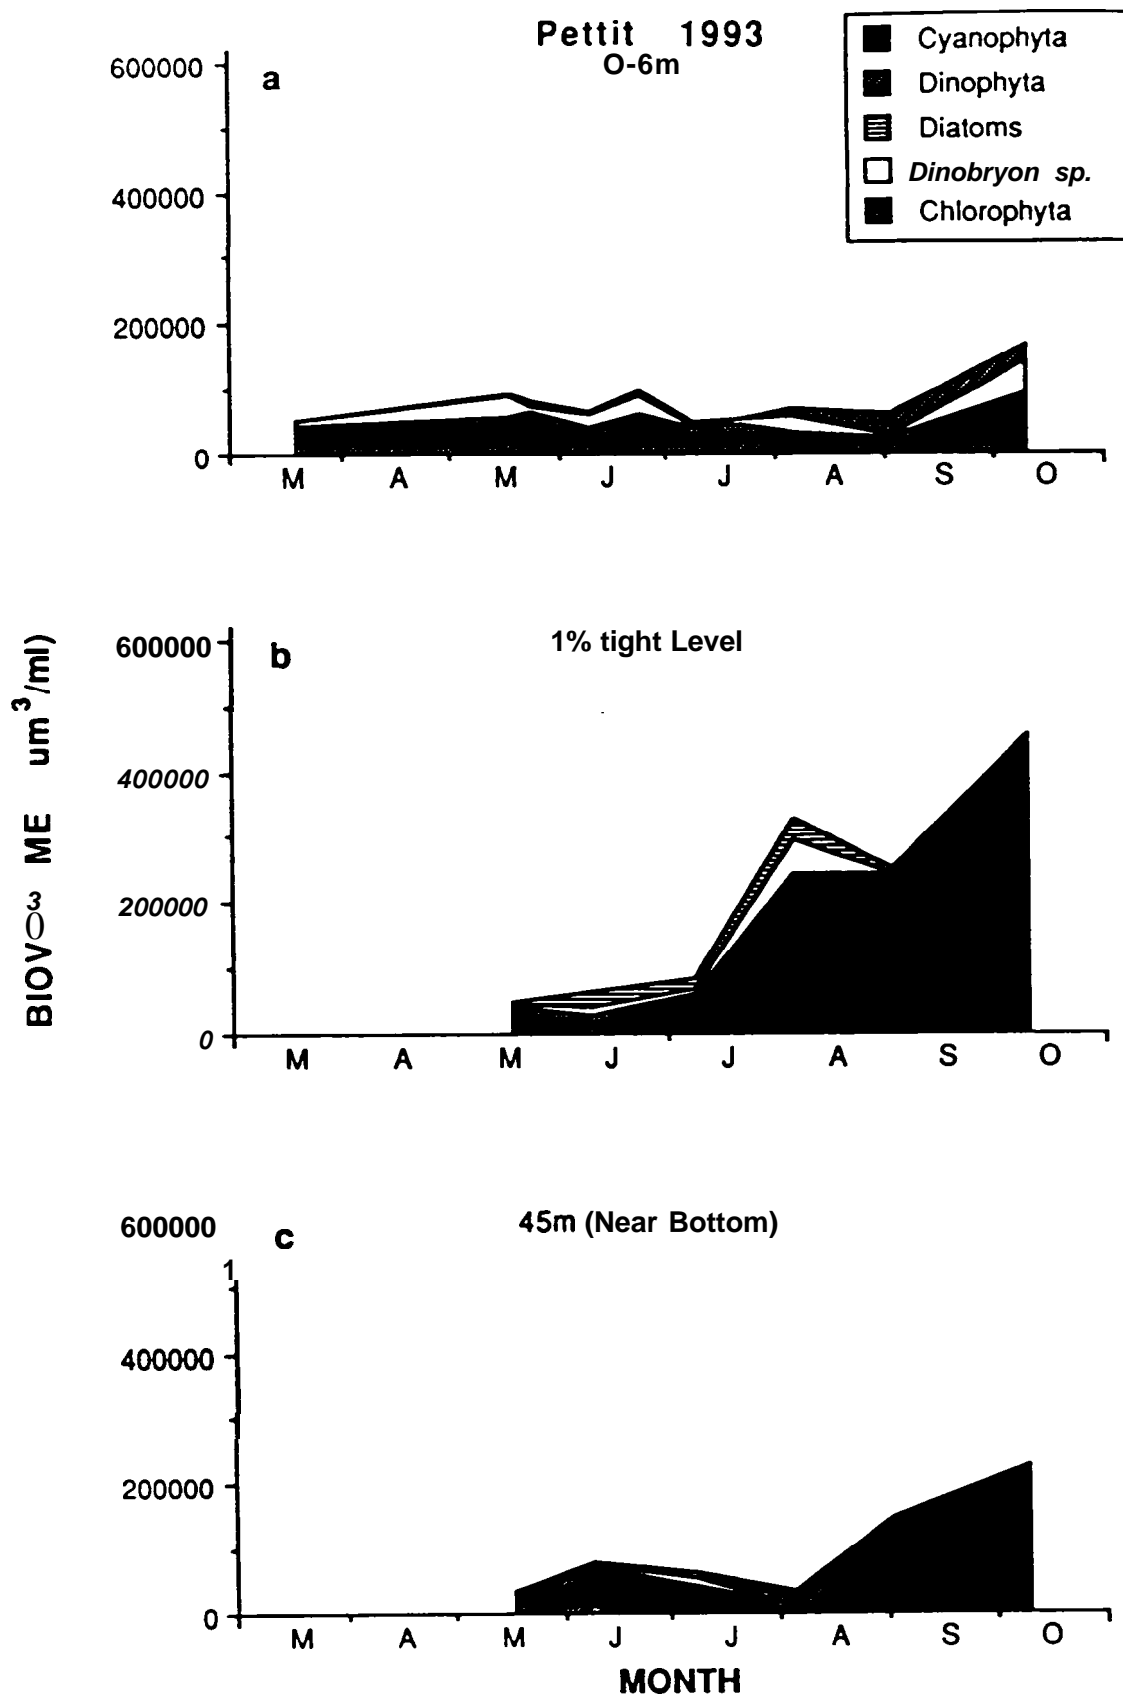 Pettit 1993
O-6m
a
Cyanophyta
Dinophyta
Diatoms
Dinobryon sp.
Chlorophyta
600000
400000
200000
0
M A M J J A S O
b
1% tight Level
600000
400000
200000
0
M A M J J A S O
BIOV ME um³/ml)
c
45m (Near Bottom)
600000
1
400000
200000
0
M A M J J A S O
MONTH